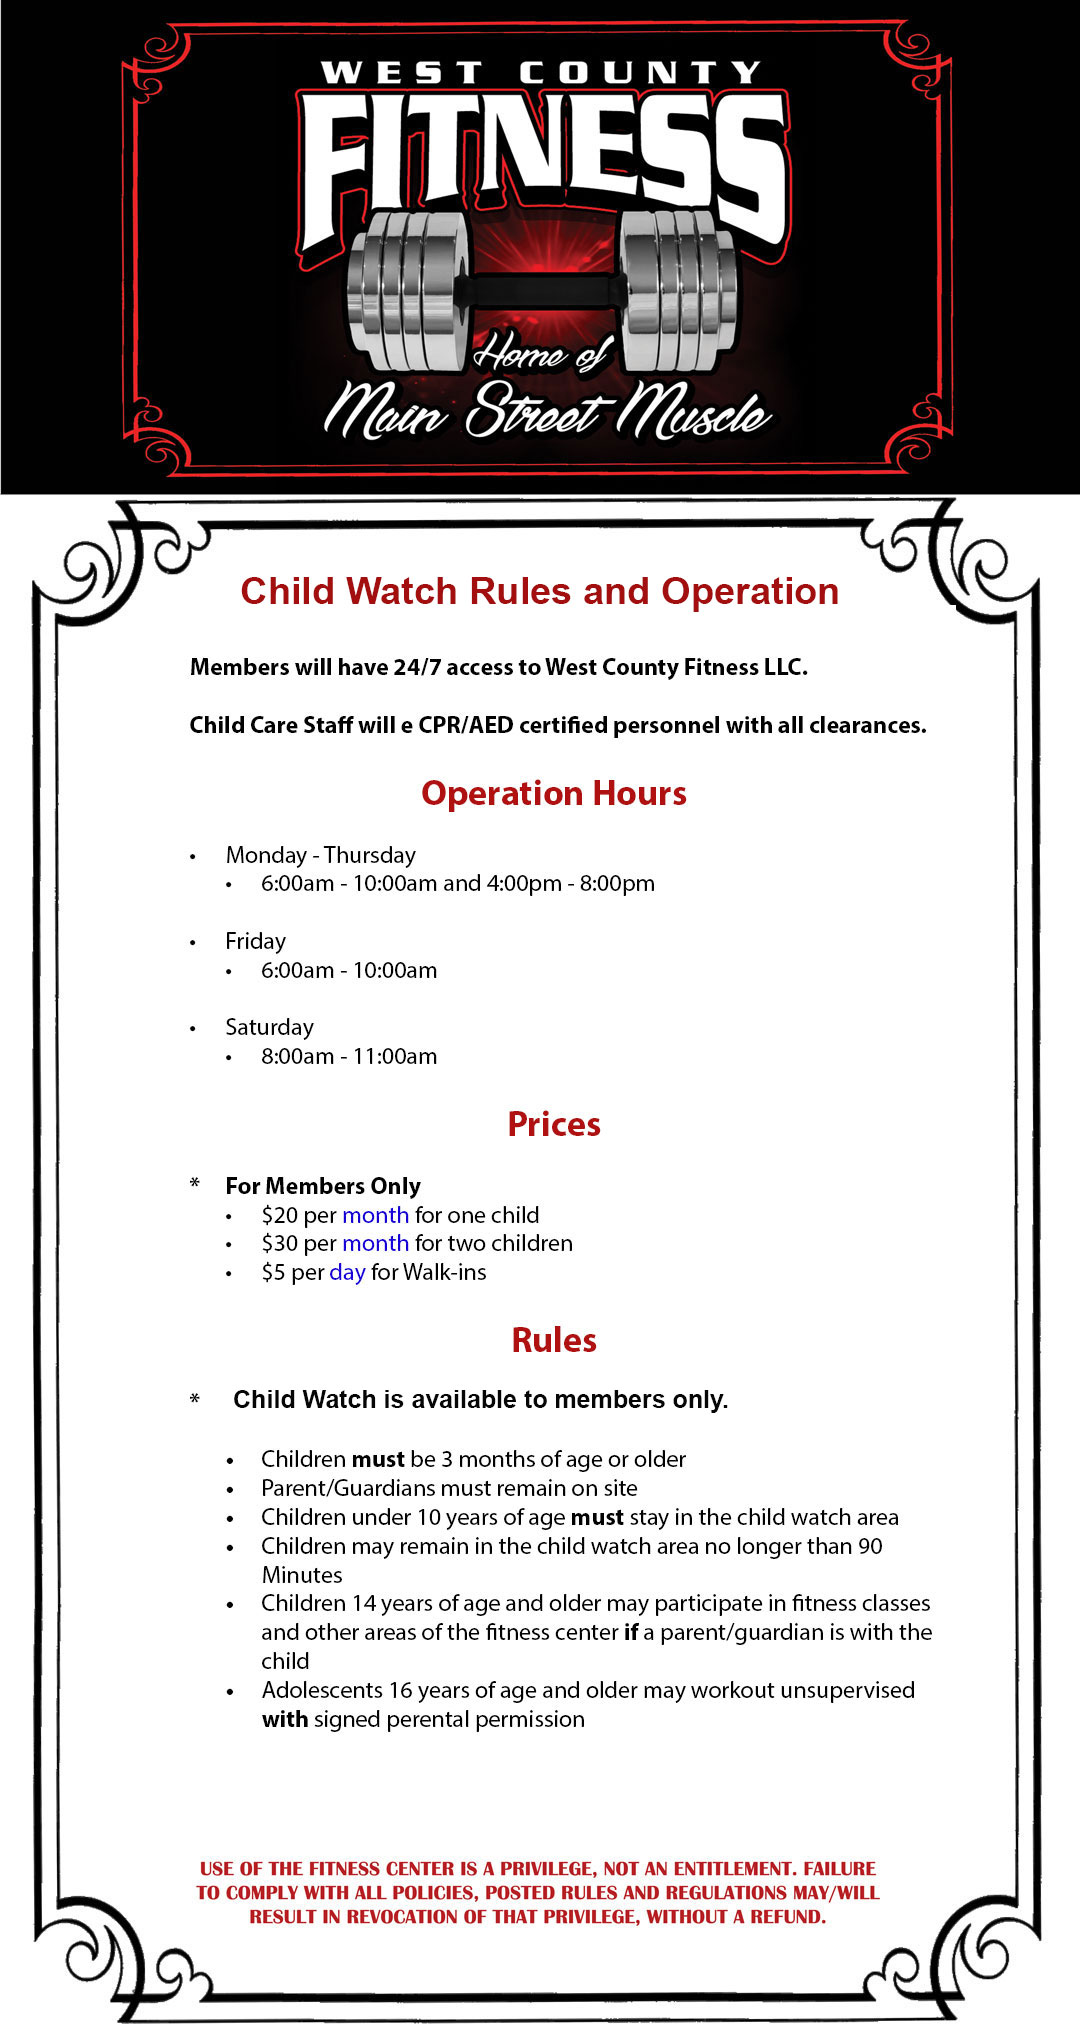 WEST COUNTY
FITNESS
Home of
Main Street Muscle
Child Watch Rules and Operation
Members will have 24/7 access to West County Fitness LLC.
Child Care Staff will e CPR/AED certified personnel with all clearances.
Operation Hours
• Monday - Thursday
• 6:00am - 10:00am and 4:00pm - 8:00pm
• Friday
• 6:00am - 10:00am
• Saturday
• 8:00am - 11:00am
Prices
* For Members Only
• $20 per month for one child
• $30 per month for two children
• $5 per day for Walk-ins
Rules
* Child Watch is available to members only.
• Children must be 3 months of age or older
• Parent/Guardians must remain on site
• Children under 10 years of age must stay in the child watch area
• Children may remain in the child watch area no longer than 90
Minutes
• Children 14 years of age and older may participate in fitness classes
and other areas of the fitness center if a parent/guardian is with the
child
• Adolescents 16 years of age and older may workout unsupervised
with signed perental permission
USE OF THE FITNESS CENTER IS A PRIVILEGE, NOT AN ENTITLEMENT. FAILURE
TO COMPLY WITH ALL POLICIES, POSTED RULES AND REGULATIONS MAY/WILL
RESULT IN REVOCATION OF THAT PRIVILEGE, WITHOUT A REFUND.